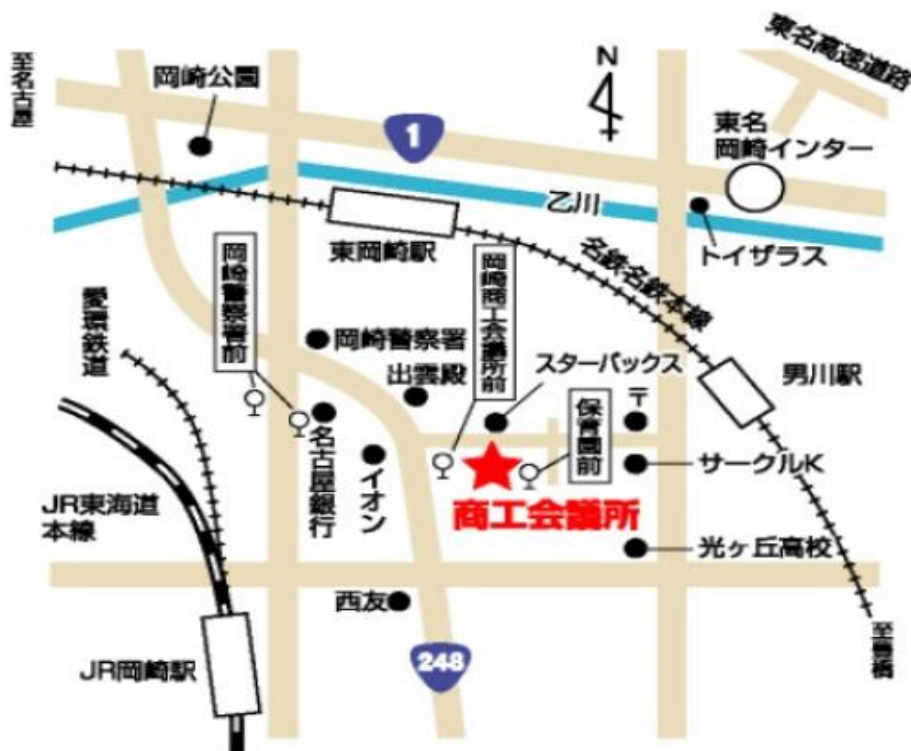 東名高速道路
至名古屋
岡崎公園
N
1
東名
岡崎インター
乙川
東岡崎駅
トイザラス
名鉄名鉄本線
岡崎警察署前
岡崎商工会議所前
愛環鉄道
岡崎警察署
出雲殿
スターバックス
男川駅
〒
保育園前
名古屋銀行
イオン
サークルK
商工会議所
JR東海道
本線
光ヶ丘高校
西友
248
JR岡崎駅
至豊橋